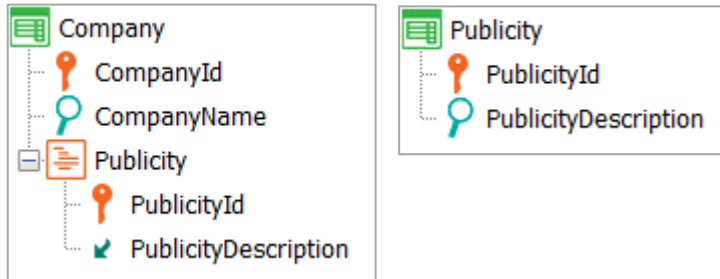 Company
CompanyId
CompanyName
Publicity
PublicityId
PublicityDescription
Publicity
PublicityId
PublicityDescription